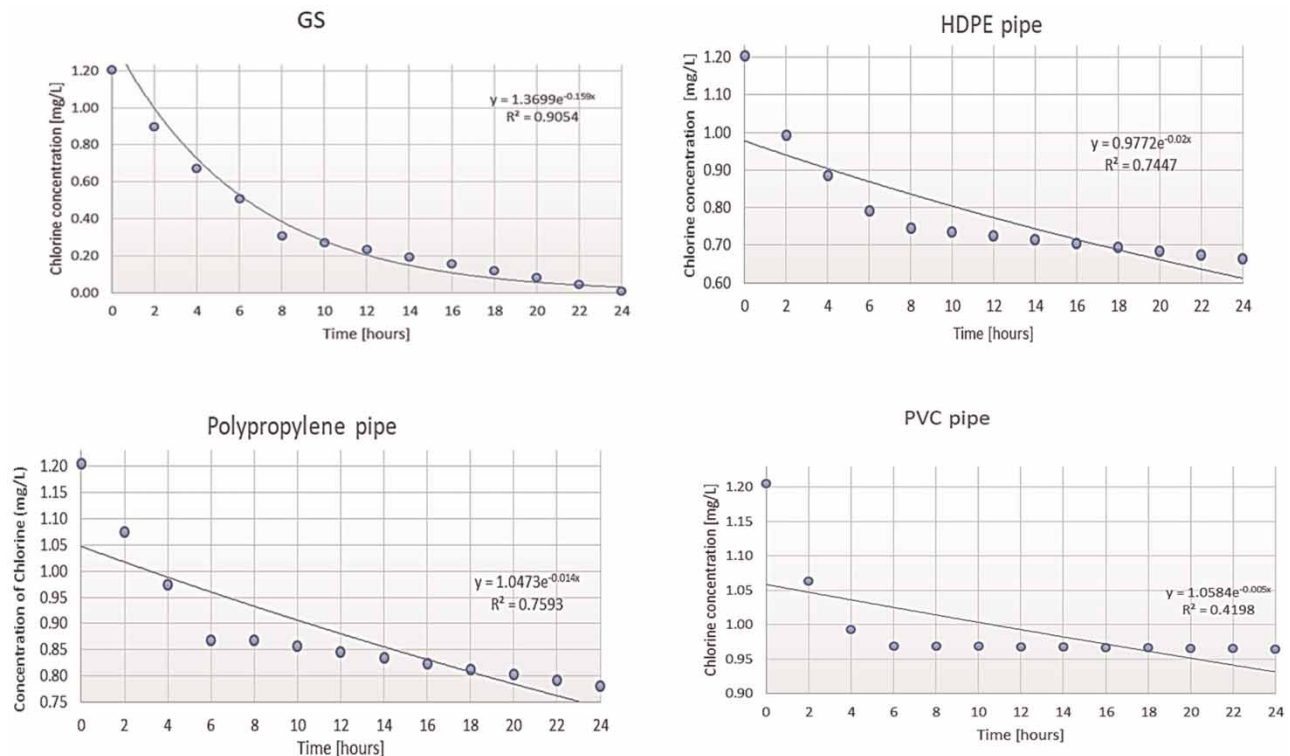 GS
Chlorine concentration [mg/L]
1.20
1.00
0.80
0.60
0.40
0.20
0.00
y = 1.3699e-0.159x
R² = 0.9054
0 2 4 6 8 10 12 14 16 18 20 22 24
Time [hours]
HDPE pipe
Chlorine concentration [mg/L]
1.20
1.10
1.00
0.90
0.80
0.70
0.60
y = 0.9772e-0.02x
R² = 0.7447
0 2 4 6 8 10 12 14 16 18 20 22 24
Time [hours]
Polypropylene pipe
Concentration of Chlorine (mg/L)
1.20
1.15
1.10
1.05
1.00
0.95
0.90
0.85
0.80
0.75
y = 1.0473e-0.014x
R² = 0.7593
0 2 4 6 8 10 12 14 16 18 20 22 24
Time [hours]
PVC pipe
Chlorine concentration [mg/L]
1.20
1.15
1.10
1.05
1.00
0.95
0.90
y = 1.0584e-0.005x
R² = 0.4198
0 2 4 6 8 10 12 14 16 18 20 22 24
Time [hours]